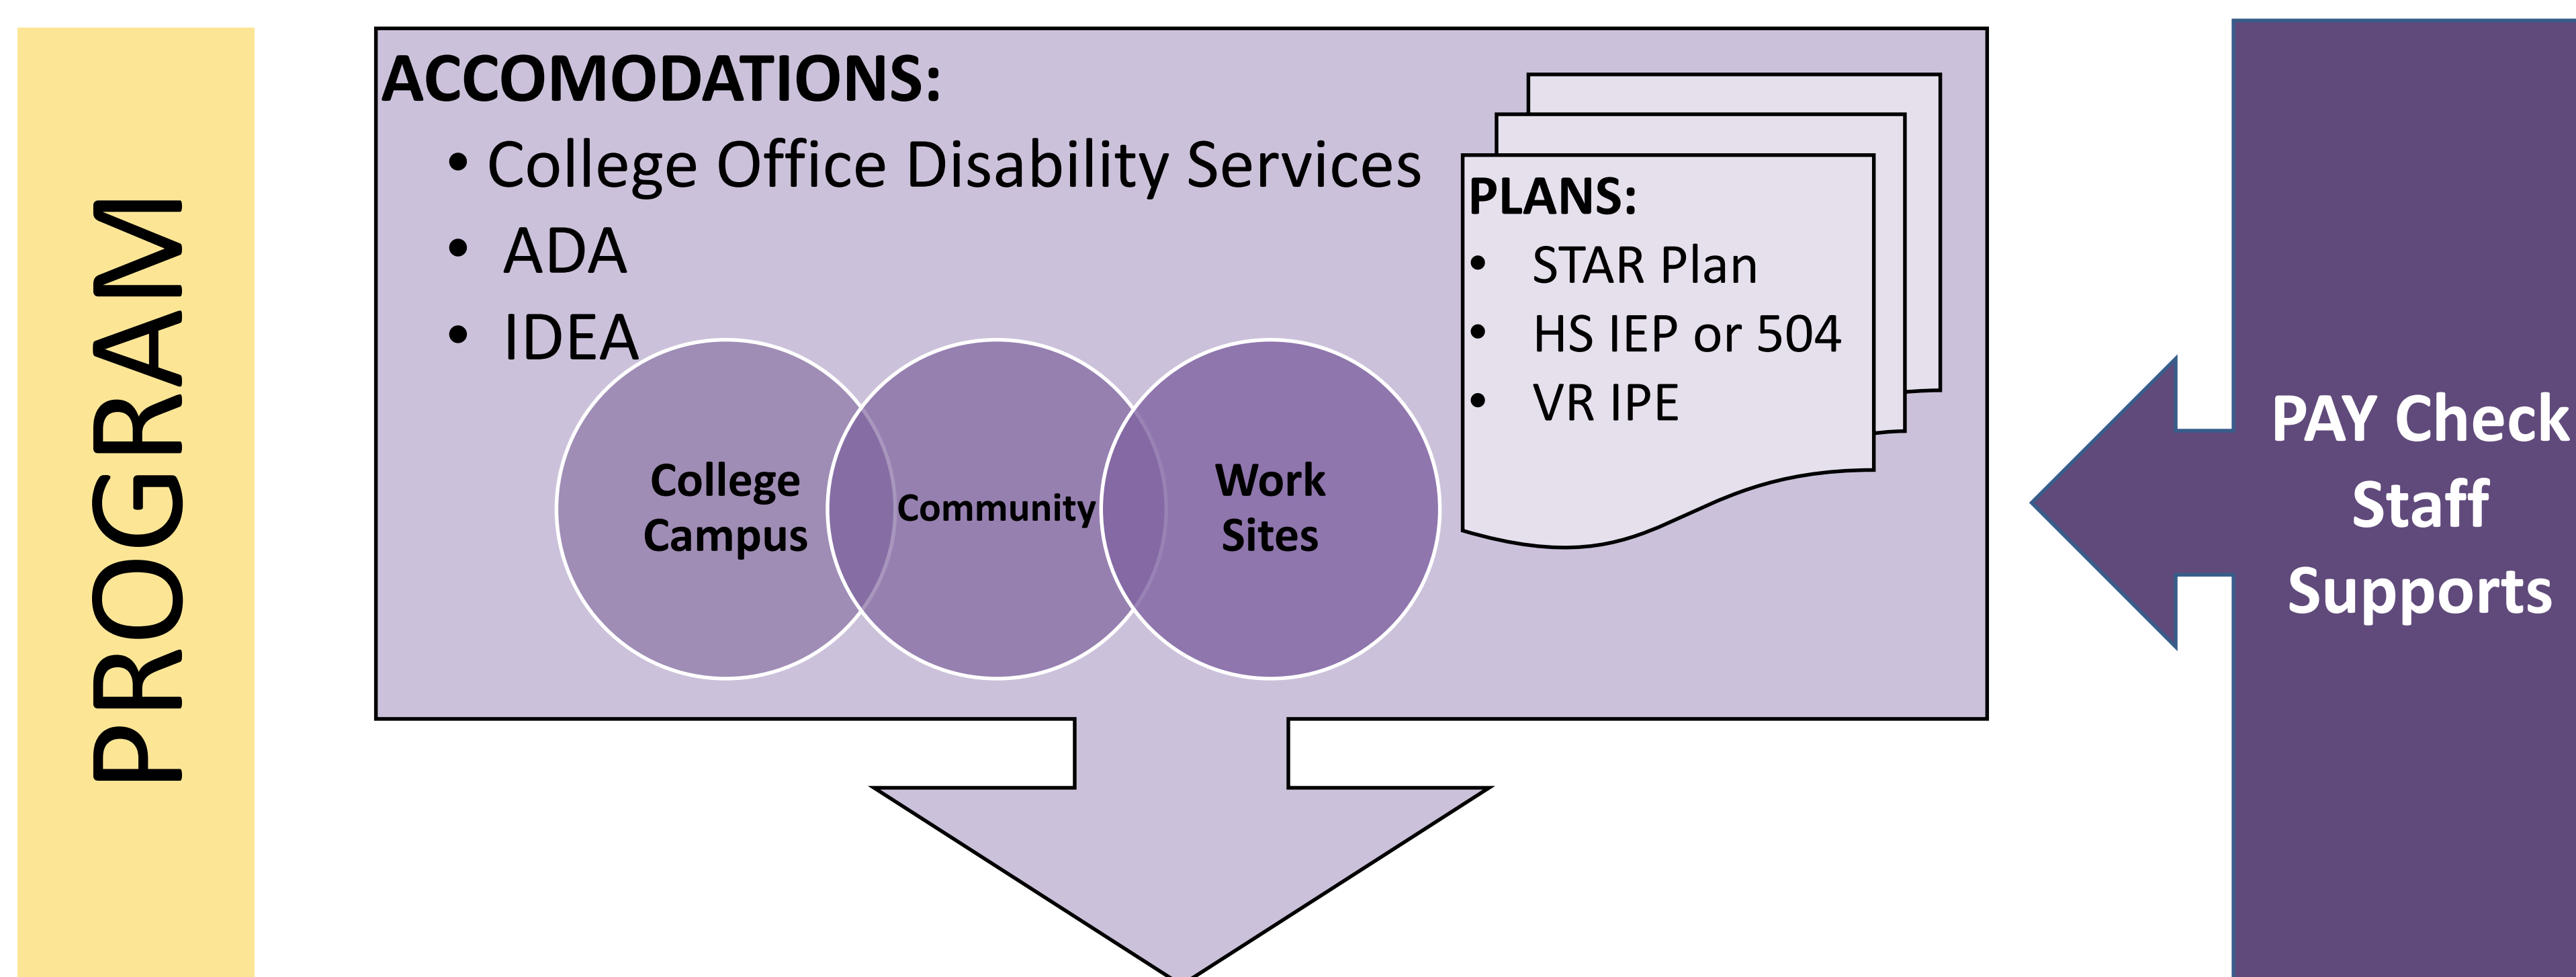 PROGRAM
ACCOMODATIONS:
• College Office Disability Services
• ADA
• IDEA
College
Campus
Community
Work
Sites
PLANS:
• STAR Plan
• HS IEP or 504
• VR IPE
PAY Check
Staff
Supports